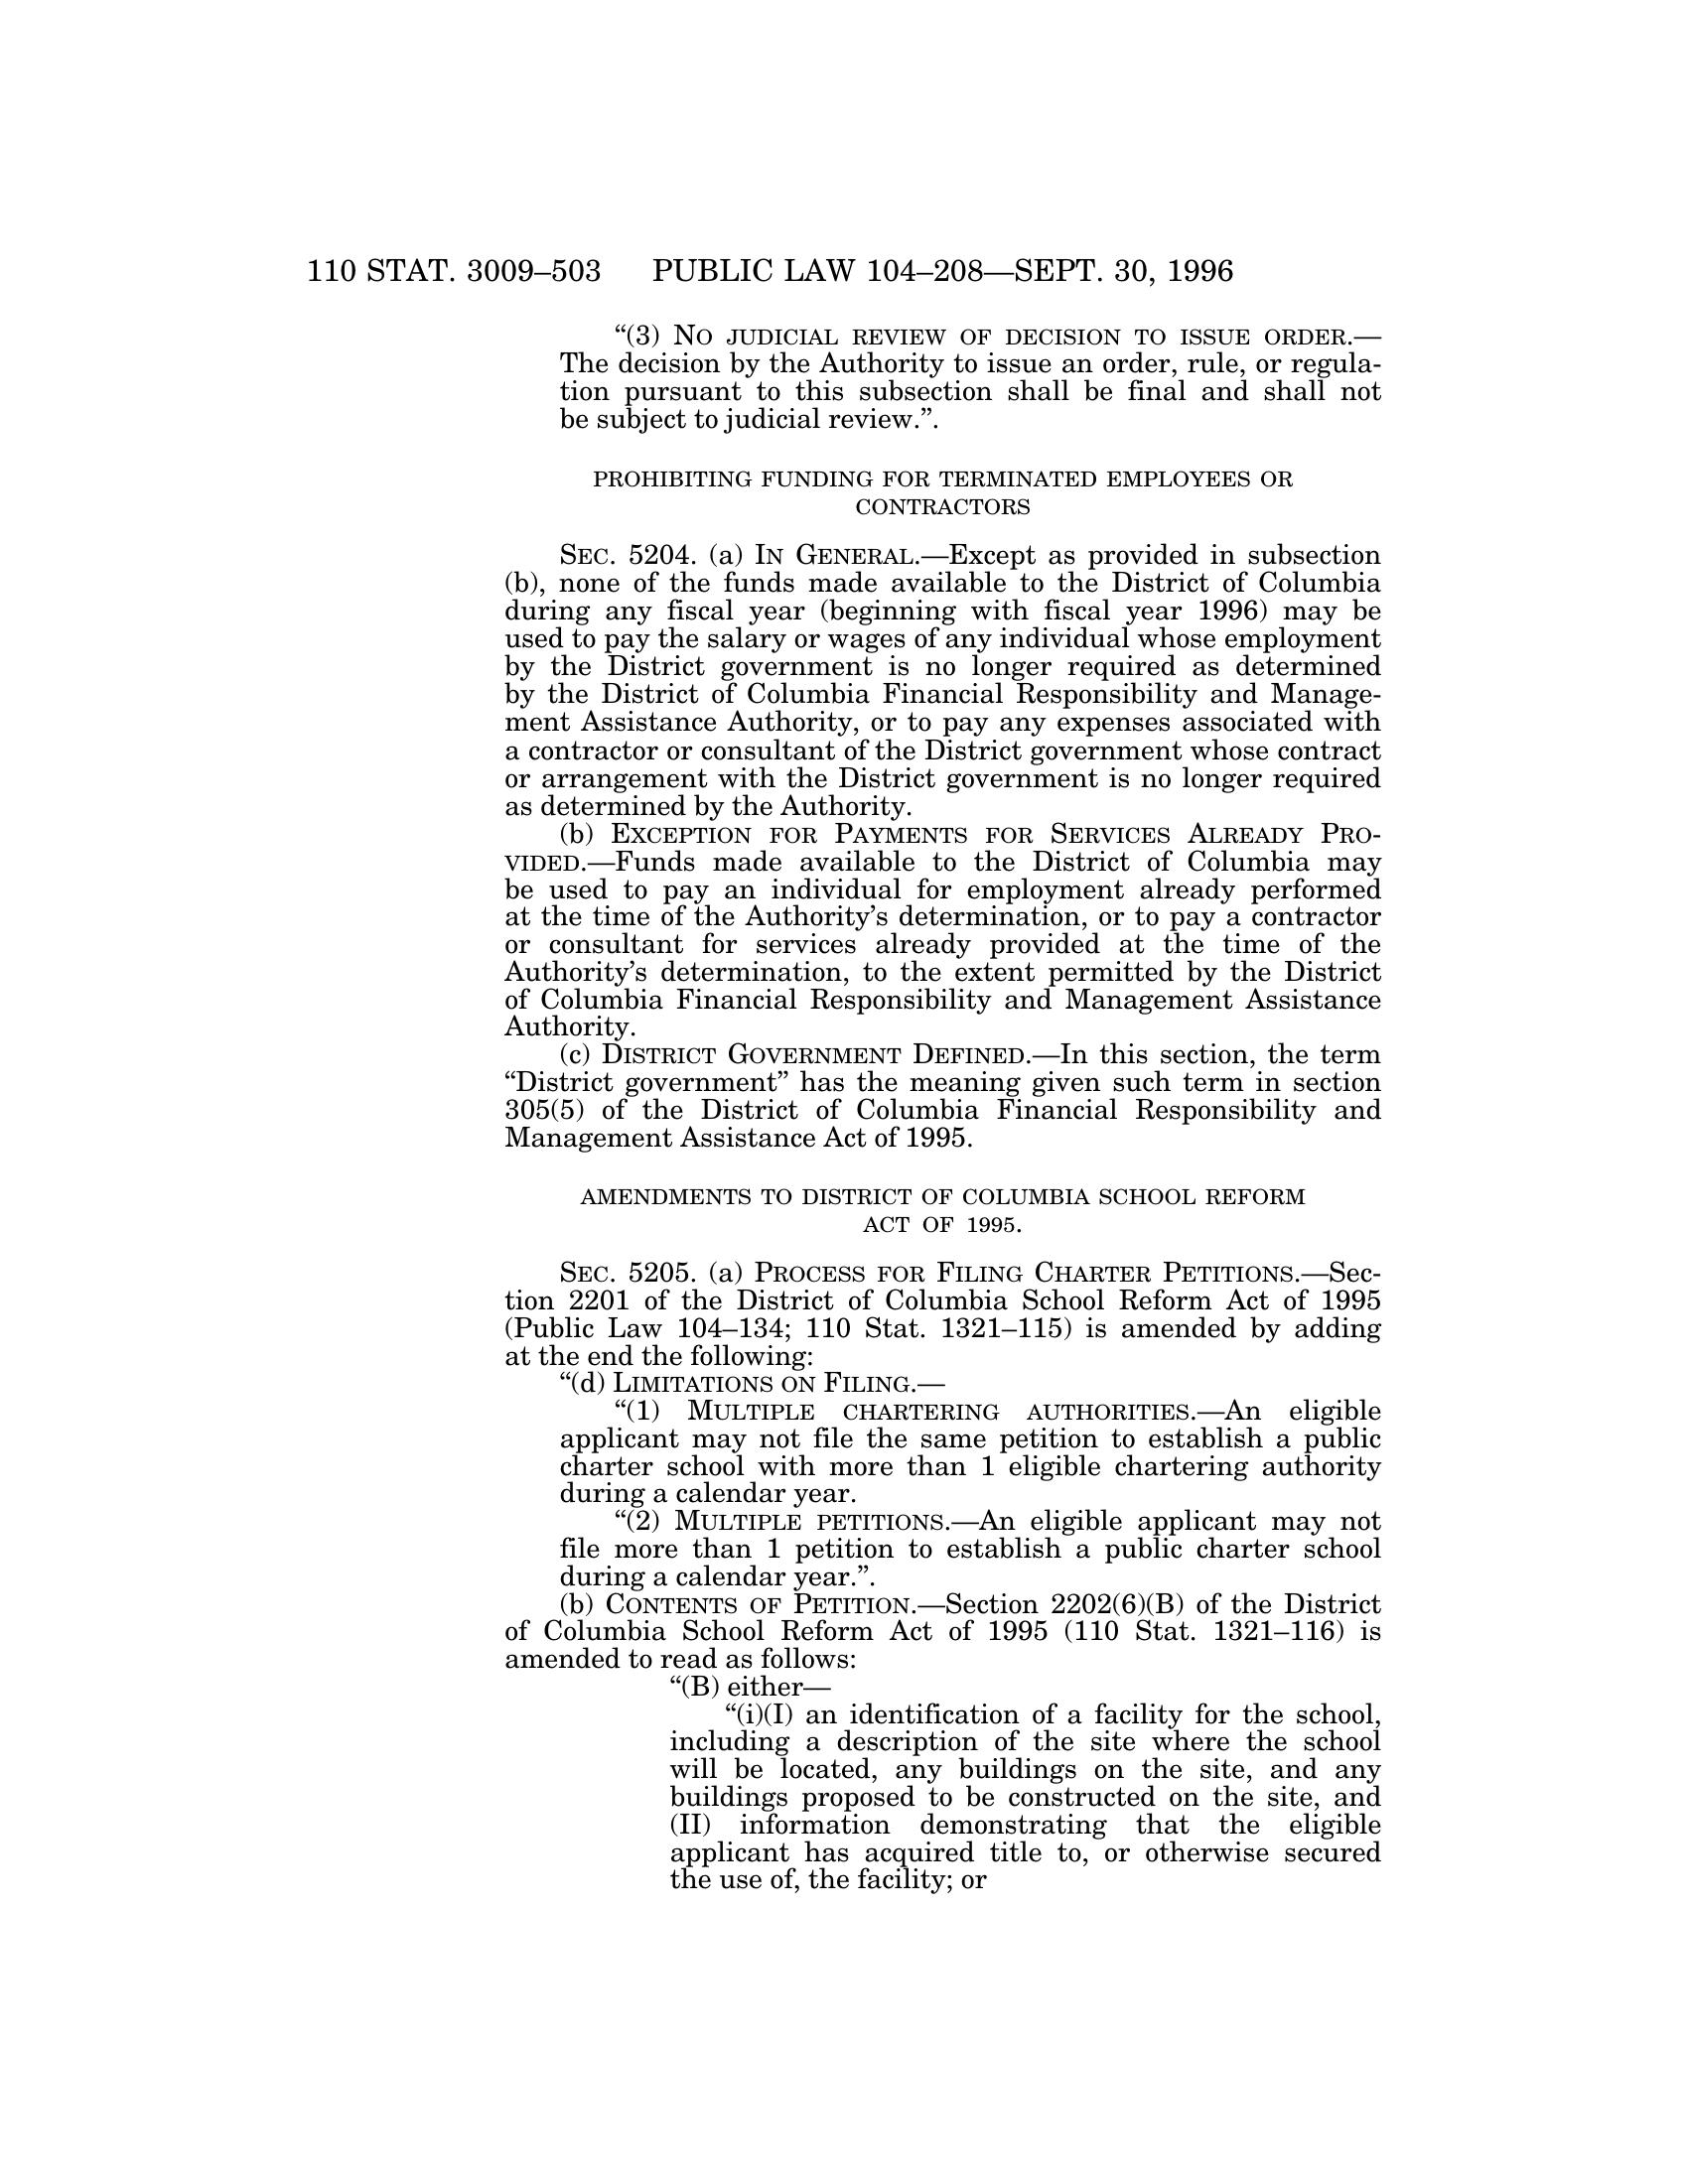 110 STAT. 3009–503 PUBLIC LAW 104–208—SEPT. 30, 1996
“(3) NO JUDICIAL REVIEW OF DECISION TO ISSUE ORDER.—
The decision by the Authority to issue an order, rule, or regula-
tion pursuant to this subsection shall be final and shall not
be subject to judicial review.”.
PROHIBITING FUNDING FOR TERMINATED EMPLOYEES OR
CONTRACTORS
SEC. 5204. (a) IN GENERAL.—Except as provided in subsection
(b), none of the funds made available to the District of Columbia
during any fiscal year (beginning with fiscal year 1996) may be
used to pay the salary or wages of any individual whose employment
by the District government is no longer required as determined
by the District of Columbia Financial Responsibility and Manage-
ment Assistance Authority, or to pay any expenses associated with
a contractor or consultant of the District government whose contract
or arrangement with the District government is no longer required
as determined by the Authority.
(b) EXCEPTION FOR PAYMENTS FOR SERVICES ALREADY PRO-
VIDED.—Funds made available to the District of Columbia may
be used to pay an individual for employment already performed
at the time of the Authority’s determination, or to pay a contractor
or consultant for services already provided at the time of the
Authority’s determination, to the extent permitted by the District
of Columbia Financial Responsibility and Management Assistance
Authority.
(c) DISTRICT GOVERNMENT DEFINED.—In this section, the term
“District government” has the meaning given such term in section
305(5) of the District of Columbia Financial Responsibility and
Management Assistance Act of 1995.
AMENDMENTS TO DISTRICT OF COLUMBIA SCHOOL REFORM
ACT OF 1995.
SEC. 5205. (a) PROCESS FOR FILING CHARTER PETITIONS.—Sec-
tion 2201 of the District of Columbia School Reform Act of 1995
(Public Law 104–134; 110 Stat. 1321–115) is amended by adding
at the end the following:
“(d) LIMITATIONS ON FILING.—
“(1) MULTIPLE CHARTERING AUTHORITIES.—An eligible
applicant may not file the same petition to establish a public
charter school with more than 1 eligible chartering authority
during a calendar year.
“(2) MULTIPLE PETITIONS.—An eligible applicant may not
file more than 1 petition to establish a public charter school
during a calendar year.”.
(b) CONTENTS OF PETITION.—Section 2202(6)(B) of the District
of Columbia School Reform Act of 1995 (110 Stat. 1321–116) is
amended to read as follows:
“(B) either—
“(i)(I) an identification of a facility for the school,
including a description of the site where the school
will be located, any buildings on the site, and any
buildings proposed to be constructed on the site, and
(II) information demonstrating that the eligible
applicant has acquired title to, or otherwise secured
the use of, the facility; or